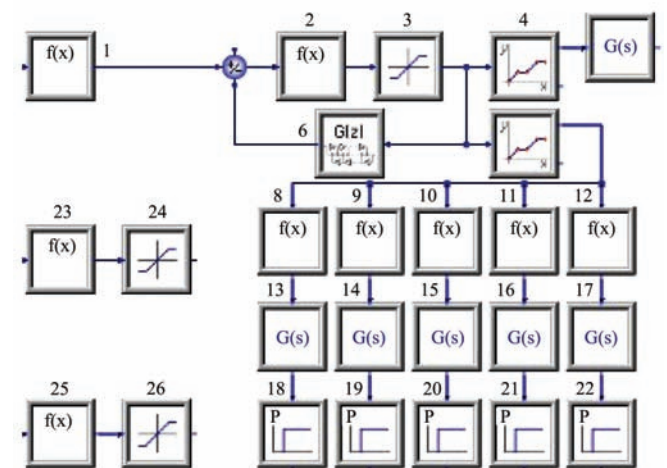 2 3 4
f(x) 1 f(x) G(s)
y
x
6 G|z|
y
x
8 9 10 11 12
23 24
f(x) f(x) f(x) f(x) f(x) f(x)
13 14 15 16 17
G(s) G(s) G(s) G(s) G(s)
25 26 18 19 20 21 22
f(x) P P P P P